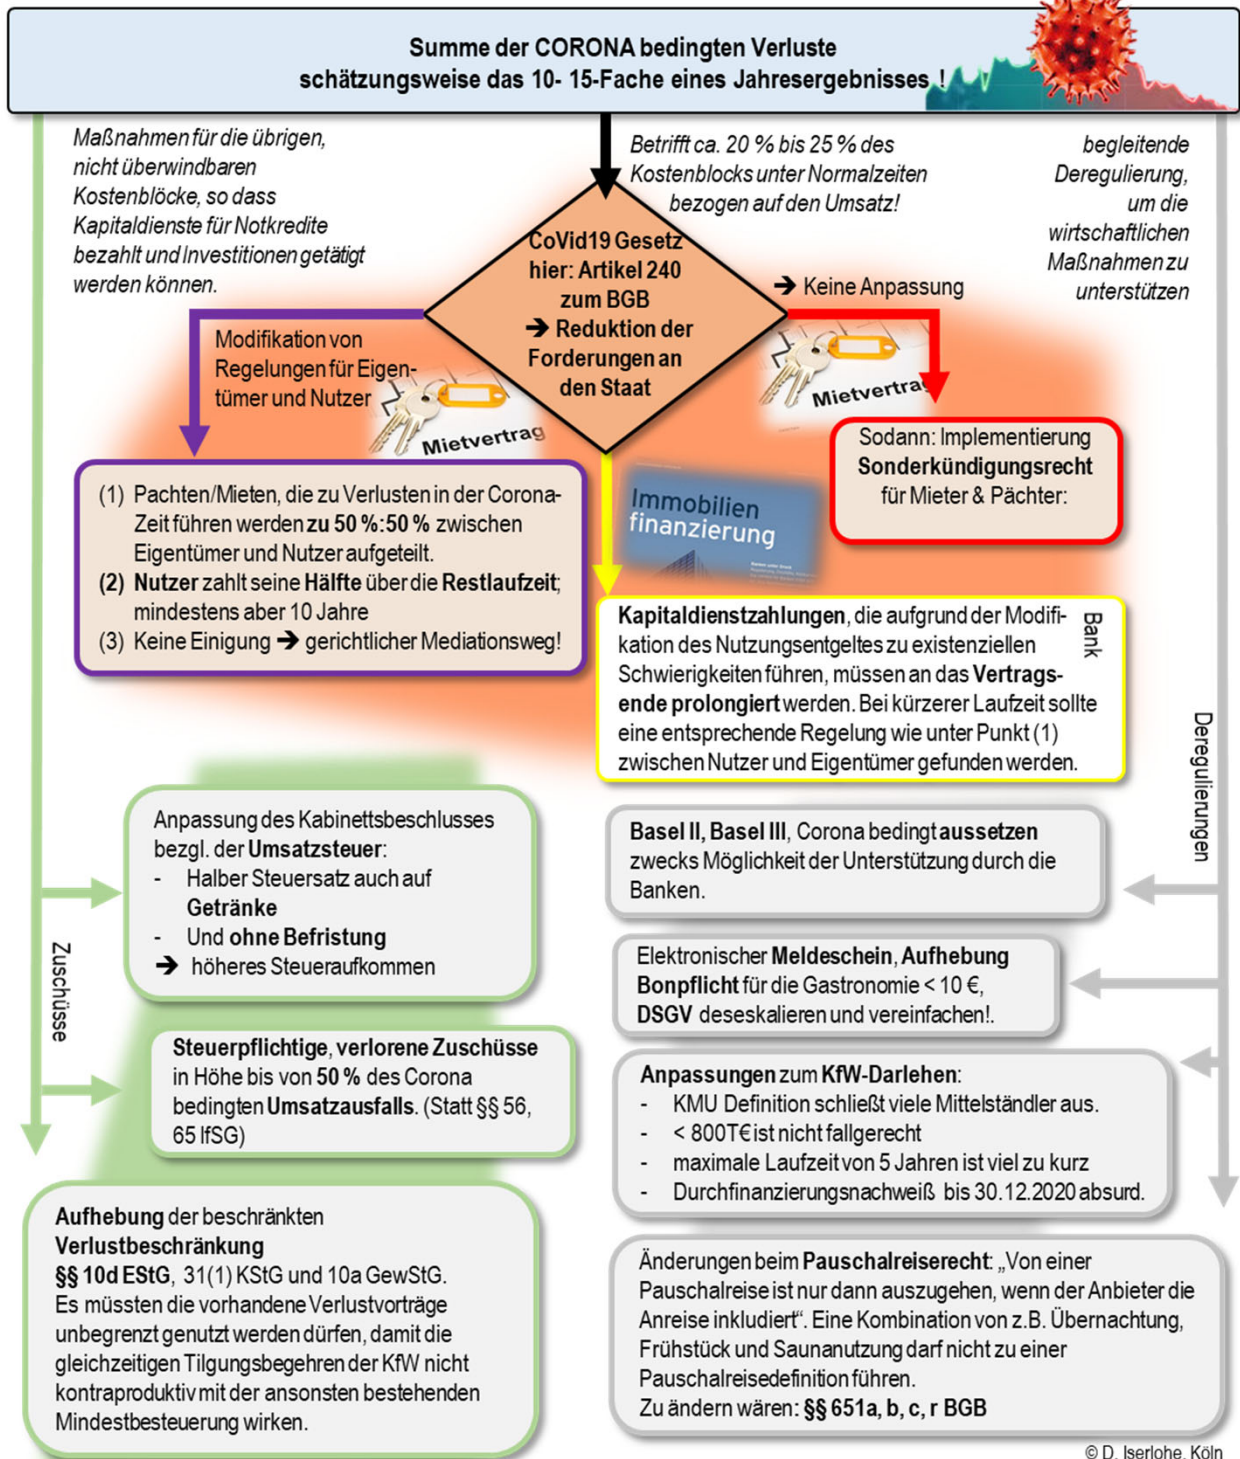 Summe der CORONA bedingten Verluste
schätzungsweise das 10- 15-Fache eines Jahresergebnisses !
Maßnahmen für die übrigen,
nicht überwindbaren
Kostenblöcke, so dass
Kapitaldienste für Notkredite
bezahlt und Investitionen getätigt
werden können.
Betrifft ca. 20 % bis 25 % des
Kostenblocks unter Normalzeiten
bezogen auf den Umsatz!
begleitende
Deregulierung,
um die
wirtschaftlichen
Maßnahmen zu
unterstützen
CoVid19 Gesetz
hier: Artikel 240
zum BGB
➔ Reduktion der
Forderungen an
den Staat
➔ Keine Anpassung
Modifikation von
Regelungen für Eigen-
tümer und Nutzer
Mietvertrag
Mietvertrag
Sodann: Implementierung
Sonderkündigungsrecht
für Mieter & Pächter:
(1) Pachten/Mieten, die zu Verlusten in der Corona-
Zeit führen werden zu 50 %:50 % zwischen
Eigentümer und Nutzer aufgeteilt.
(2) Nutzer zahlt seine Hälfte über die Restlaufzeit;
mindestens aber 10 Jahre
(3) Keine Einigung ➔ gerichtlicher Mediationsweg!
Immobilien
finanzierung
Kapitaldienstzahlungen, die aufgrund der Modifi-
kation des Nutzungsentgeltes zu existenziellen
Schwierigkeiten führen, müssen an das Vertrags-
ende prolongiert werden. Bei kürzerer Laufzeit sollte
eine entsprechende Regelung wie unter Punkt (1)
zwischen Nutzer und Eigentümer gefunden werden.
Bank
Deregulierungen
Zuschüsse
Anpassung des Kabinettsbeschlusses
bezgl. der Umsatzsteuer:
- Halber Steuersatz auch auf
Getränke
- Und ohne Befristung
➔ höheres Steueraufkommen
Steuerpflichtige, verlorene Zuschüsse
in Höhe bis von 50 % des Corona
bedingten Umsatzausfalls. (Statt §§ 56,
65 IfSG)
Aufhebung der beschränkten
Verlustbeschränkung
§§ 10d EStG, 31(1) KStG und 10a GewStG.
Es müssten die vorhandene Verlustvorträge
unbegrenzt genutzt werden dürfen, damit die
gleichzeitigen Tilgungsbegehren der KfW nicht
kontraproduktiv mit der ansonsten bestehenden
Mindestbesteuerung wirken.
Basel II, Basel III, Corona bedingt aussetzen
zwecks Möglichkeit der Unterstützung durch die
Banken.
Elektronischer Meldeschein, Aufhebung
Bonpflicht für die Gastronomie < 10 €,
DSGV deseskalieren und vereinfachen!.
Anpassungen zum KfW-Darlehen:
- KMU Definition schließt viele Mittelständler aus.
- < 800T€ ist nicht fallgerecht
- maximale Laufzeit von 5 Jahren ist viel zu kurz
- Durchfinanzierungsnachweiß bis 30.12.2020 absurd.
Änderungen beim Pauschalreiserecht: „Von einer
Pauschalreise ist nur dann auszugehen, wenn der Anbieter die
Anreise inkludiert“. Eine Kombination von z.B. Übernachtung,
Frühstück und Saunanutzung darf nicht zu einer
Pauschalreisedefinition führen.
Zu ändern wären: §§ 651a, b, c, r BGB
© D. Iserlohe, Köln